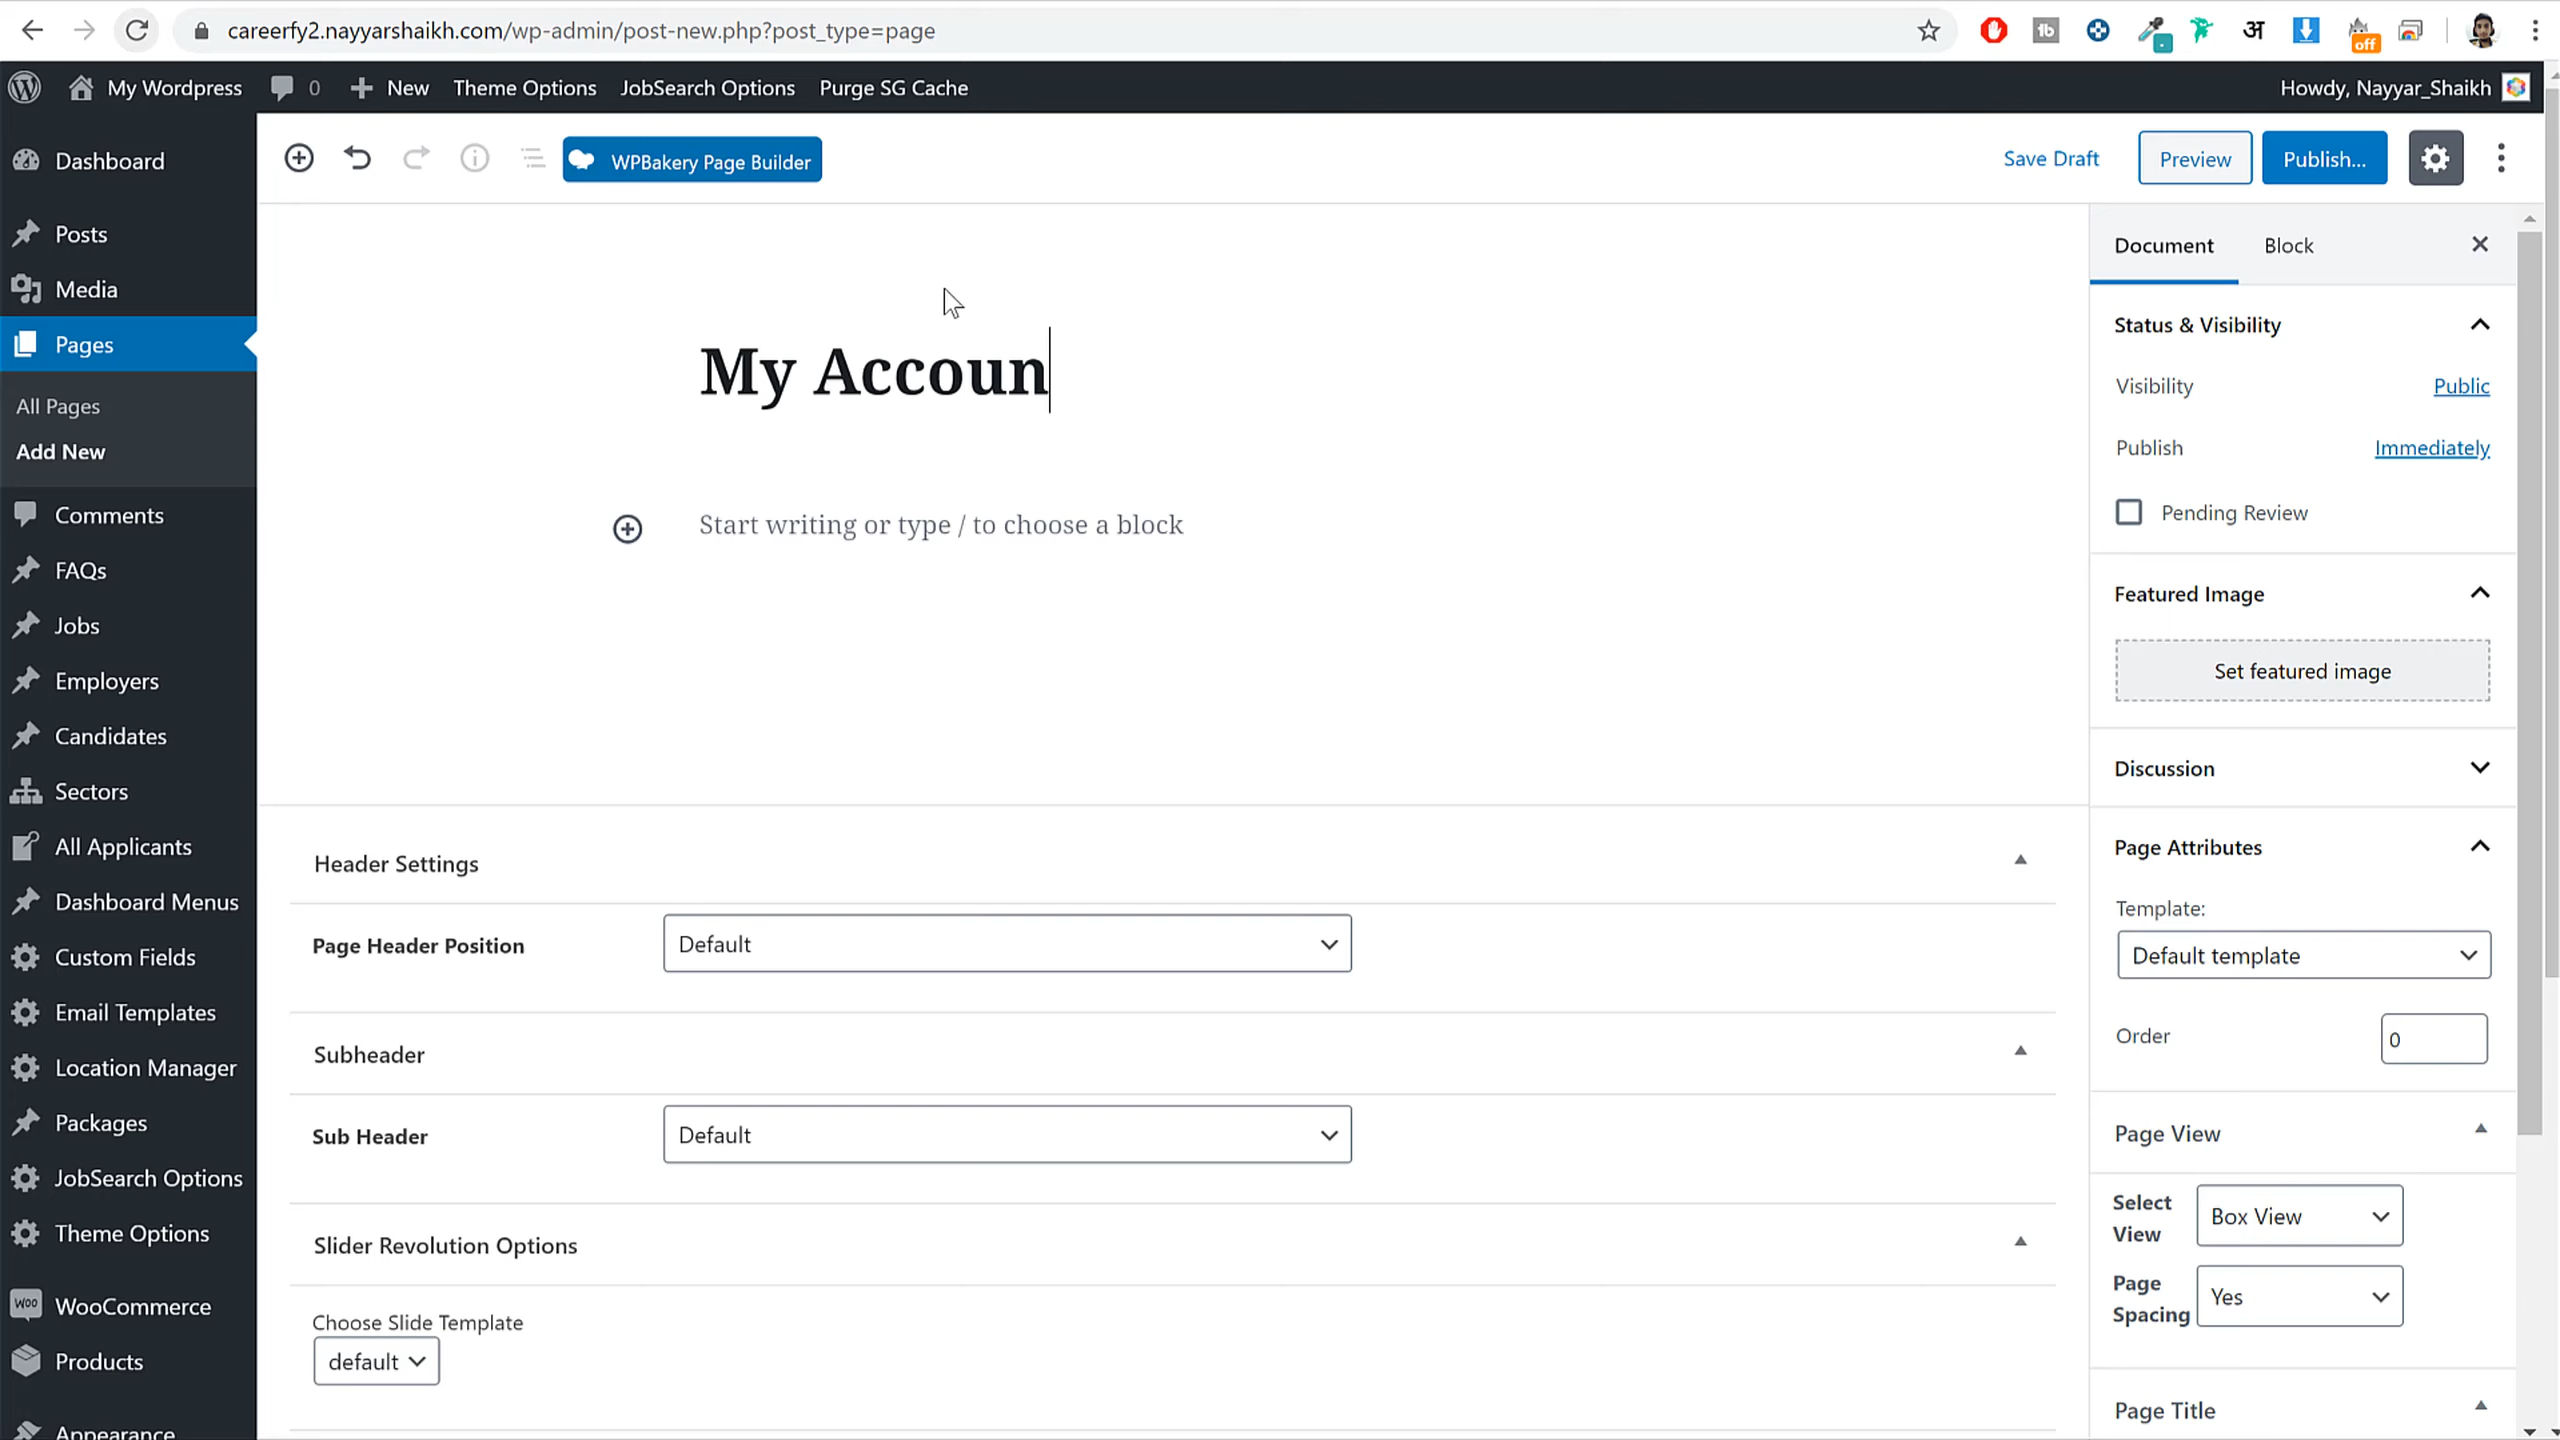 careerfy2.nayyarshaikh.com/wp-admin/post-new.php?post_type=page
off
My Wordpress
0
New
Theme Options
JobSearch Options
Purge SG Cache
Howdy, Nayyar_Shaikh
WPBakery Page Builder
Save Draft
Preview
Publish...
Dashboard
Posts
Media
Pages
All Pages
Add New
Comments
FAQs
Jobs
Employers
Candidates
Sectors
All Applicants
Dashboard Menus
Custom Fields
Email Templates
Location Manager
Packages
JobSearch Options
Theme Options
WOO
WooCommerce
Products
Appearance
My Accoun
Start writing or type / to choose a block
Header Settings
Page Header Position
Default
Subheader
Sub Header
Default
Slider Revolution Options
Choose Slide Template
default
Document
Block
Status & Visibility
Visibility
Public
Publish
Immediately
Pending Review
Featured Image
Set featured image
Discussion
Page Attributes
Template:
Default template
Order
0
Page View
Select View
Box View
Page Spacing
Yes
Page Title